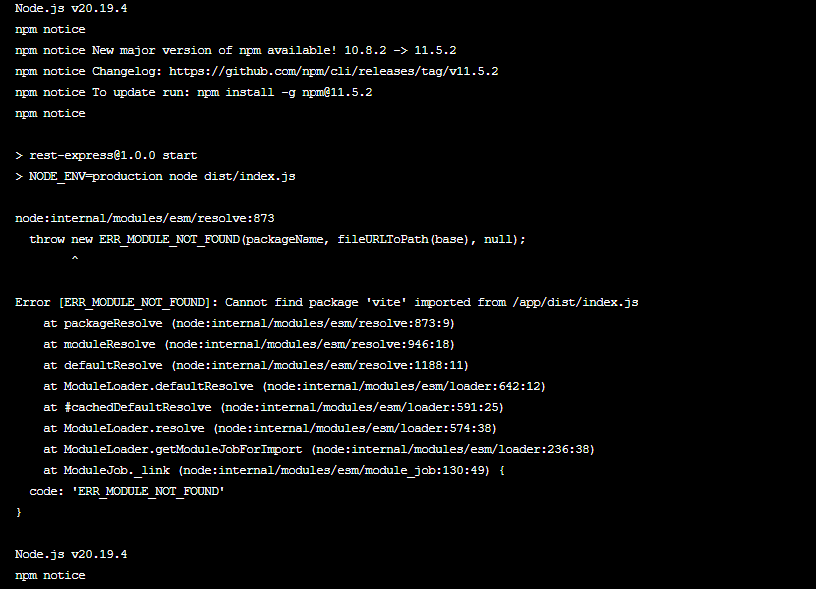 Node.js v20.19.4
npm notice
npm notice New major version of npm available! 10.8.2 -> 11.5.2
npm notice Changelog: https://github.com/npm/cli/releases/tag/v11.5.2
npm notice To update run: npm install -g npm@11.5.2
npm notice
> rest-express@1.0.0 start
> NODE_ENV=production node dist/index.js
node:internal/modules/esm/resolve:873
throw new ERR_MODULE_NOT_FOUND(packageName, fileURLToPath(base), null);
^
Error [ERR_MODULE_NOT_FOUND]: Cannot find package 'vite' imported from /app/dist/index.js
at packageResolve (node:internal/modules/esm/resolve:873:9)
at moduleResolve (node:internal/modules/esm/resolve:946:18)
at defaultResolve (node:internal/modules/esm/resolve:1188:11)
at ModuleLoader.defaultResolve (node:internal/modules/esm/loader:642:12)
at #cachedDefaultResolve (node:internal/modules/esm/loader:591:25)
at ModuleLoader.resolve (node:internal/modules/esm/loader:574:38)
at ModuleLoader.getModuleJobForImport (node:internal/modules/esm/loader:236:38)
at ModuleJob._link (node:internal/modules/esm/module_job:130:49) {
code: 'ERR_MODULE_NOT_FOUND'
}
Node.js v20.19.4
npm notice